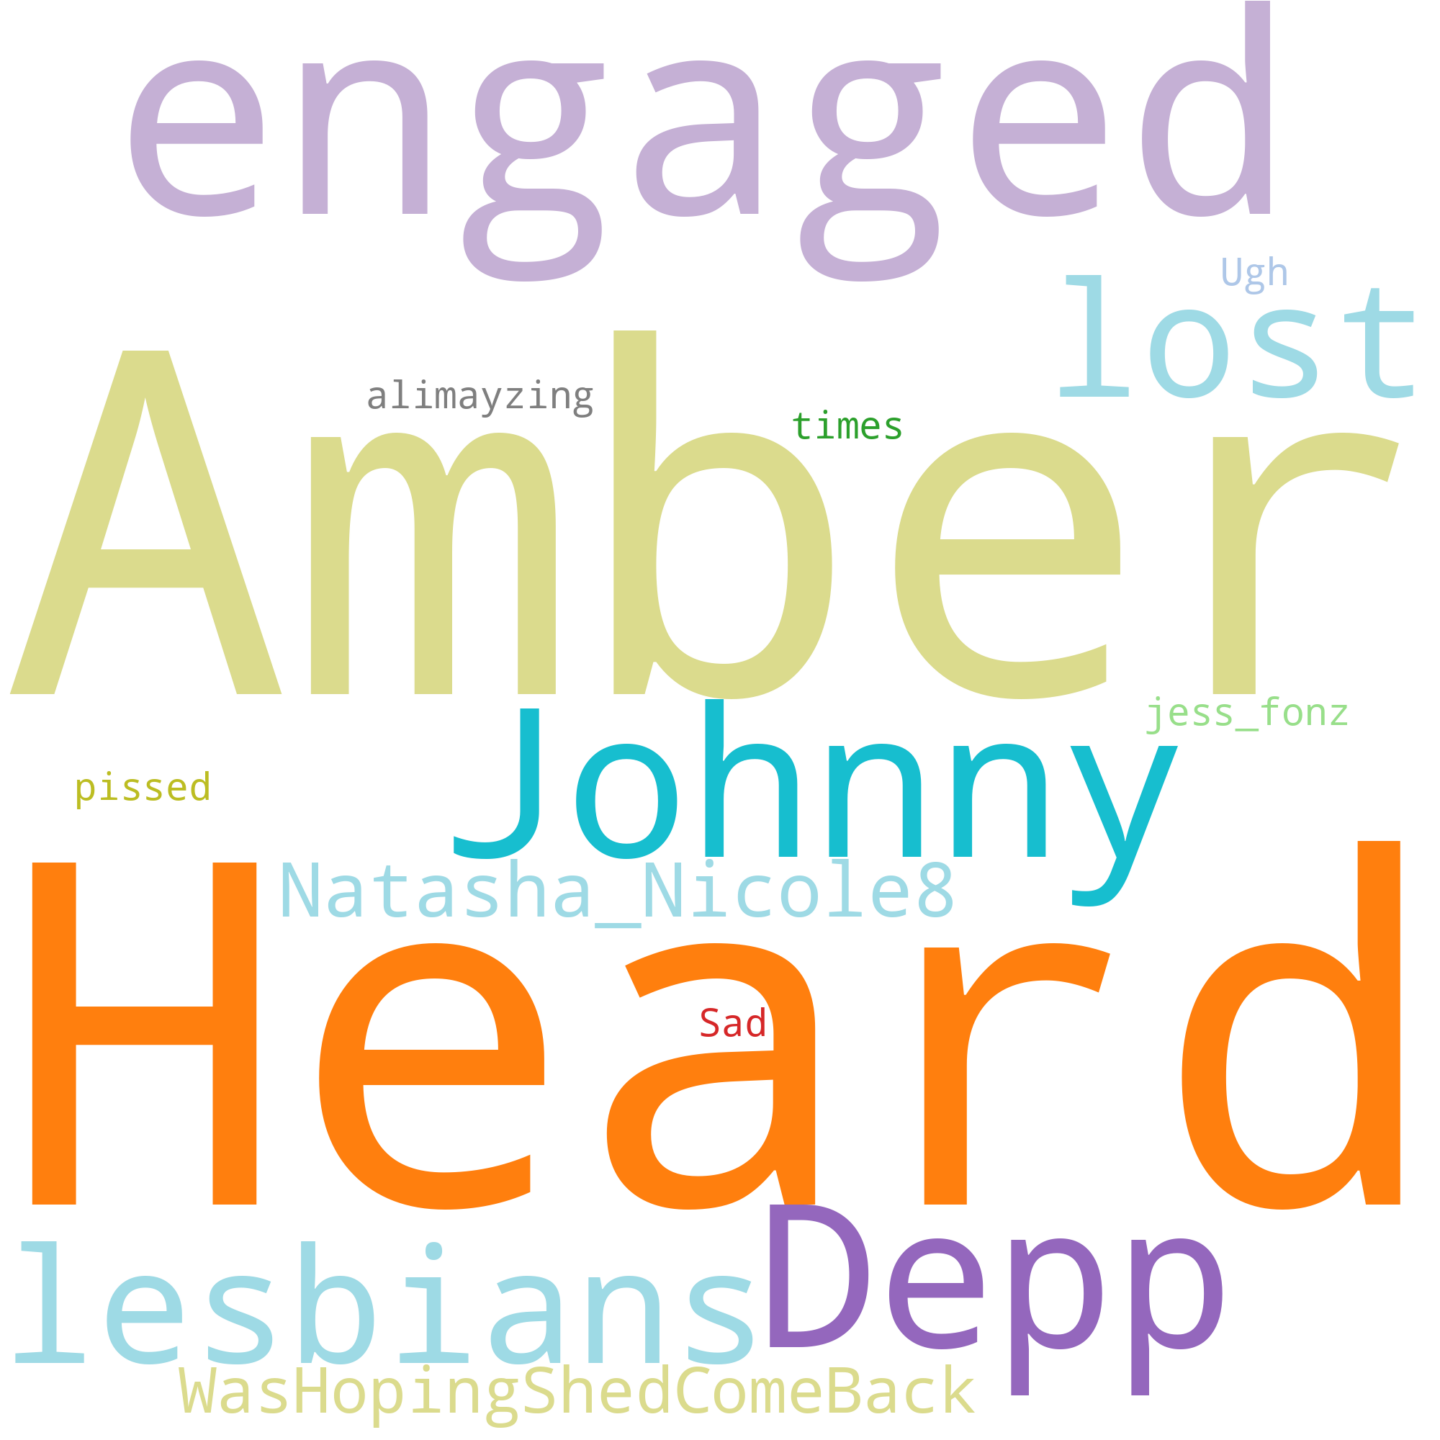 engaged
Ugh
lost
alimayzing
times
Amber
jess_fonz
Johnny
pissed
Natasha_Nicole8
Heard
Sad
Depp
lesbians
WasHopingShedComeBack